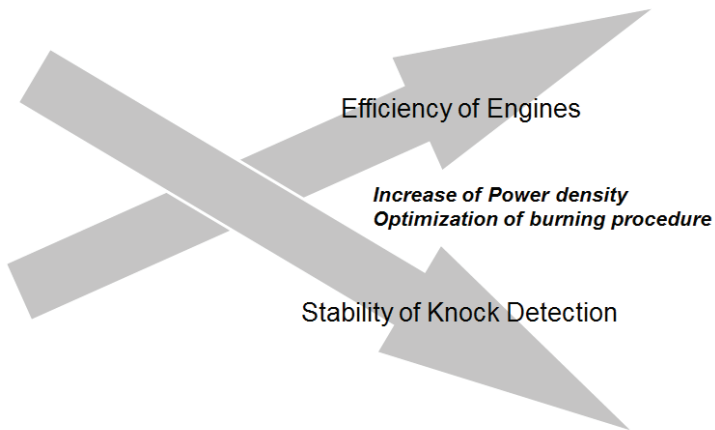 Efficiency of Engines
Increase of Power density
Optimization of burning procedure
Stability of Knock Detection